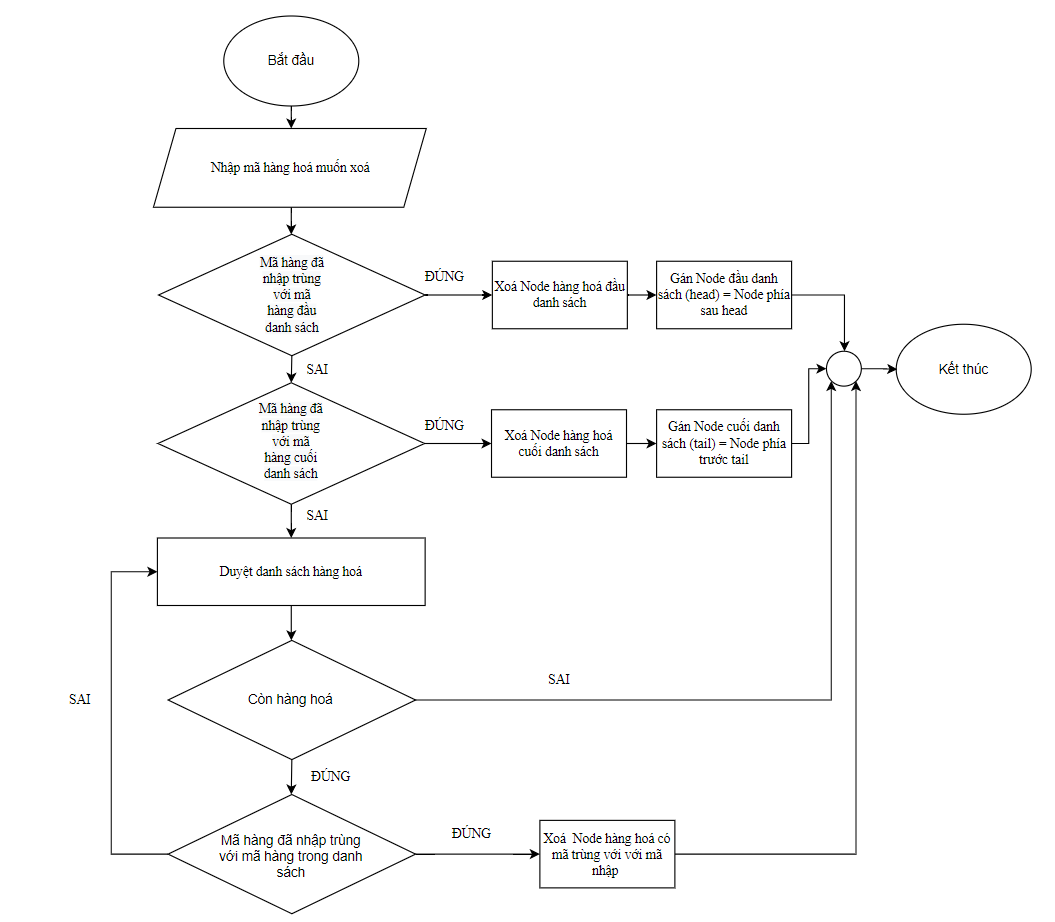 Bắt đầu
Nhập mã hàng hoá muốn xoá
Mã hàng đã
nhập trùng
với mã
hàng đầu
danh sách
ĐÚNG
Xoá Node hàng hoá đầu
danh sách
Gán Node đầu danh
sách (head) = Node phía
sau head
SAI
Kết thúc
Mã hàng đã
nhập trùng
với mã
hàng cuối
danh sách
ĐÚNG
Xoá Node hàng hoá
cuối danh sách
Gán Node cuối danh
sách (tail) = Node phía
trước tail
SAI
Duyệt danh sách hàng hoá
SAI
Còn hàng hoá
SAI
ĐÚNG
Mã hàng đã nhập trùng
với mã hàng trong danh
sách
ĐÚNG
Xoá  Node hàng hoá có
mã trùng với với mã
nhập